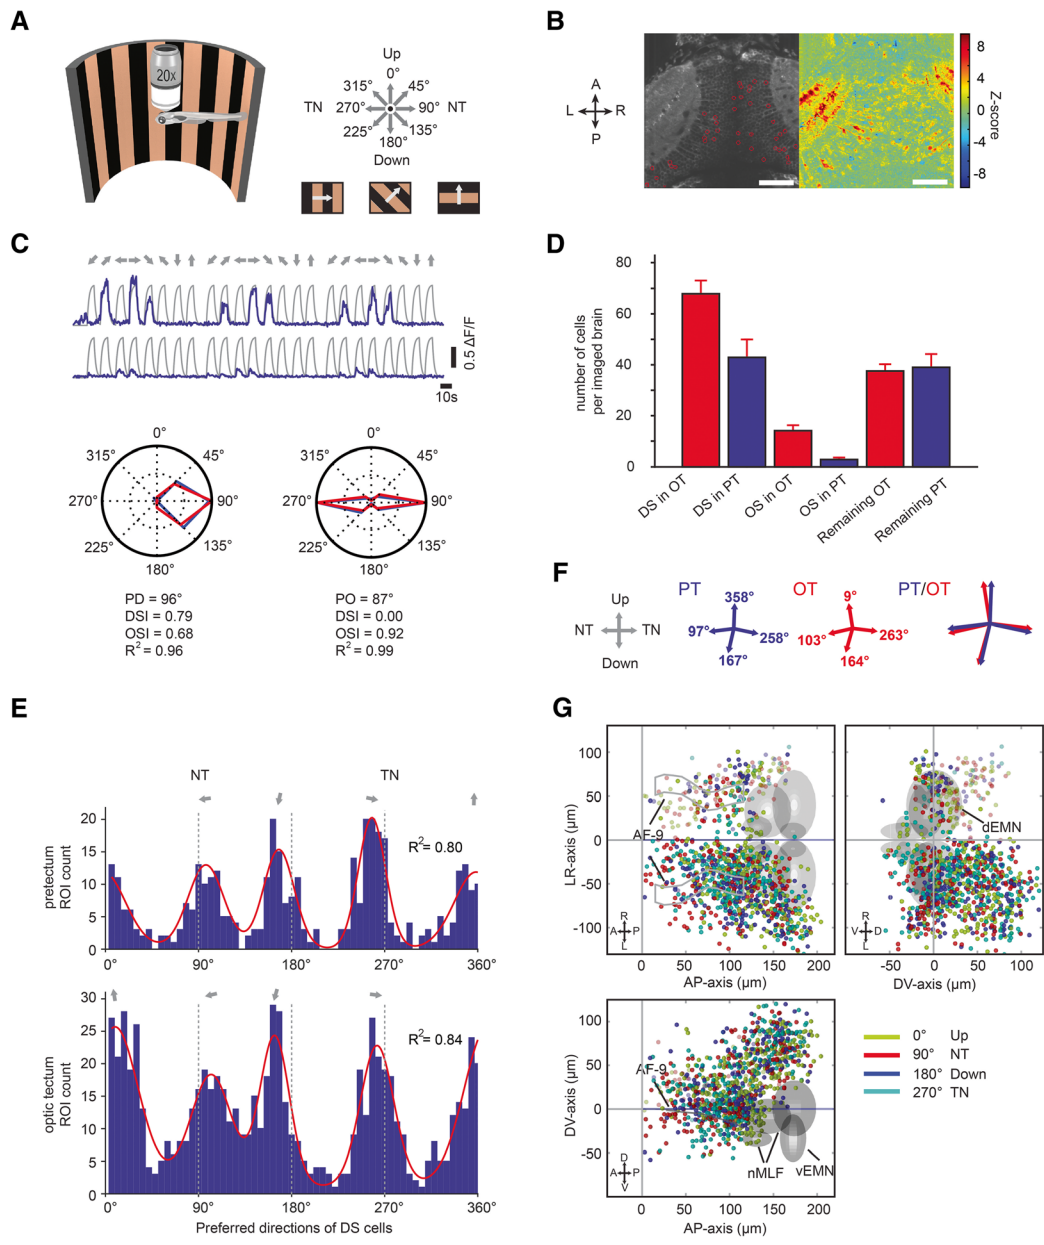 A
20x
Up
0°
315°
45°
TN
270°
90°
NT
225°
135°
180°
Down
B
A
L
R
P
8
4
0
-4
-8
Z-score
C
0.5 ΔF/F
10s
0°
315°
45°
270°
90°
225°
135°
180°
PD = 96°
DSI = 0.79
OSI = 0.68
R² = 0.96
0°
315°
45°
270°
90°
225°
135°
180°
PO = 87°
DSI = 0.00
OSI = 0.92
R² = 0.99
D
number of cells
per imaged brain
80
60
40
20
0
DS in OT
DS in PT
OS in OT
OS in PT
Remaining OT
Remaining PT
F
Up
NT
TN
Down
PT
358°
97°
258°
167°
OT
9°
103°
263°
164°
PT/OT
E
NT
TN
pretectum
ROI count
20
15
10
5
0
R²= 0.80
0°
90°
180°
270°
360°
optic tectum
ROI count
30
25
20
15
10
5
0
R²= 0.84
0°
90°
180°
270°
360°
Preferred directions of DS cells
G
LR-axis (µm)
100
50
0
-50
-100
AF-9
R
A
P
L
0
50
100
150
200
AP-axis (µm)
dEMN
R
V
D
L
-50
0
50
100
DV-axis (µm)
DV-axis (µm)
100
50
0
-50
AF-9
nMLF
vEMN
D
A
P
V
0
50
100
150
200
AP-axis (µm)
0° Up
90° NT
180° Down
270° TN